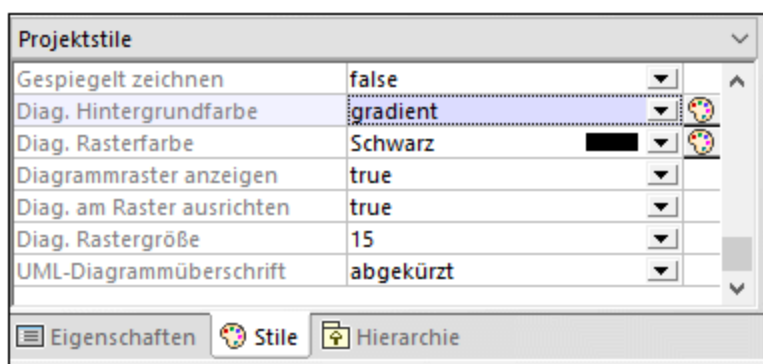 Projektstile
Gespiegelt zeichnen false
Diag. Hintergrundfarbe gradient
Diag. Rasterfarbe Schwarz
Diagrammraster anzeigen true
Diag. am Raster ausrichten true
Diag. Rastergröße 15
UML-Diagrammüberschrift abgekürzt
Eigenschaften Stile Hierarchie